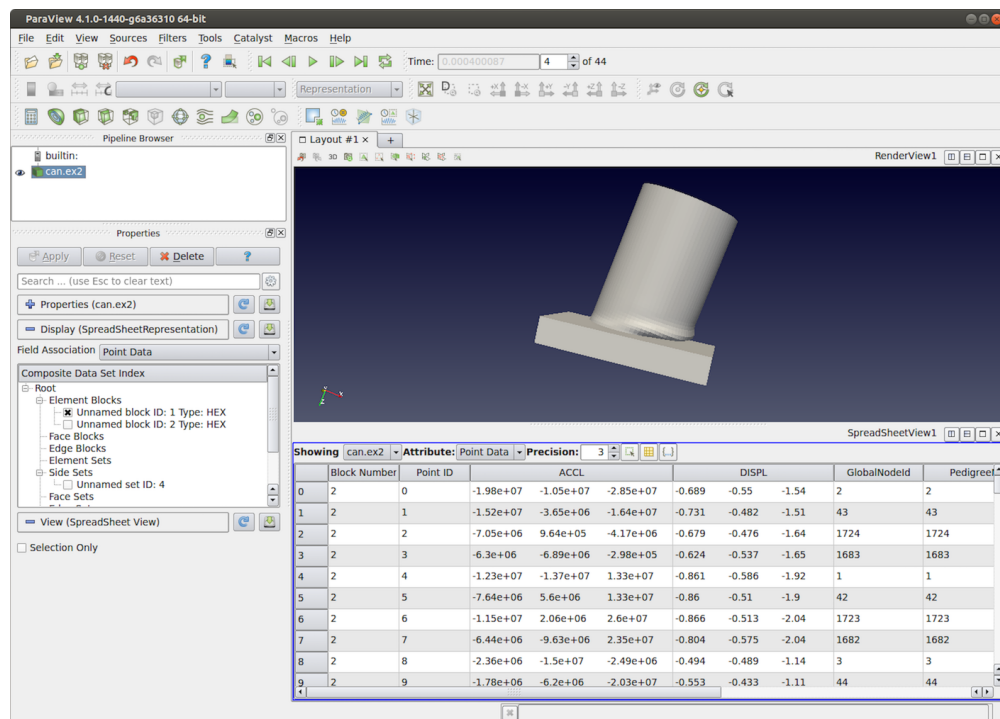 ParaView 4.1.0-1440-g6a36310 64-bit
File Edit View Sources Filters Tools Catalyst Macros Help
Time: 0.000400087 4 of 44
Representation
Pipeline Browser
builtin:
can.ex2
Properties
Apply Reset Delete ?
Search ... (use Esc to clear text)
Properties (can.ex2)
Display (SpreadSheetRepresentation)
Field Association Point Data
Composite Data Set Index
Root
Element Blocks
Unnamed block ID: 1 Type: HEX
Unnamed block ID: 2 Type: HEX
Face Blocks
Edge Blocks
Element Sets
Side Sets
Unnamed set ID: 4
Face Sets
View (SpreadSheet View)
Selection Only
Layout #1 × +
3D
RenderView1
SpreadSheetView1
Showing can.ex2 Attribute: Point Data Precision: 3
Block Number Point ID ACCL DISPL GlobalNodeId
0 2 0 -1.98e+07 -1.05e+07 -2.85e+07 -0.689 -0.55 -1.54 2 2
1 2 1 -1.52e+07 -3.65e+06 -1.64e+07 -0.731 -0.482 -1.51 43 43
2 2 2 -7.05e+06 9.64e+05 -4.17e+06 -0.679 -0.476 -1.64 1724 1724
3 2 3 -6.3e+06 -6.89e+06 -2.98e+05 -0.624 -0.537 -1.65 1683 1683
4 2 4 -1.23e+07 -1.37e+07 1.33e+07 -0.861 -0.586 -1.92 1 1
5 2 5 -7.64e+06 5.6e+06 1.33e+07 -0.86 -0.51 -1.9 42 42
6 2 6 -1.15e+07 2.06e+06 2.6e+07 -0.866 -0.513 -2.04 1723 1723
7 2 7 -6.44e+06 -9.63e+06 2.35e+07 -0.804 -0.575 -2.04 1682 1682
8 2 8 -2.36e+06 -1.5e+07 -2.49e+06 -0.494 -0.489 -1.14 3 3
9 2 9 -1.78e+06 -6.2e+06 -2.03e+07 -0.553 -0.433 -1.11 44 44